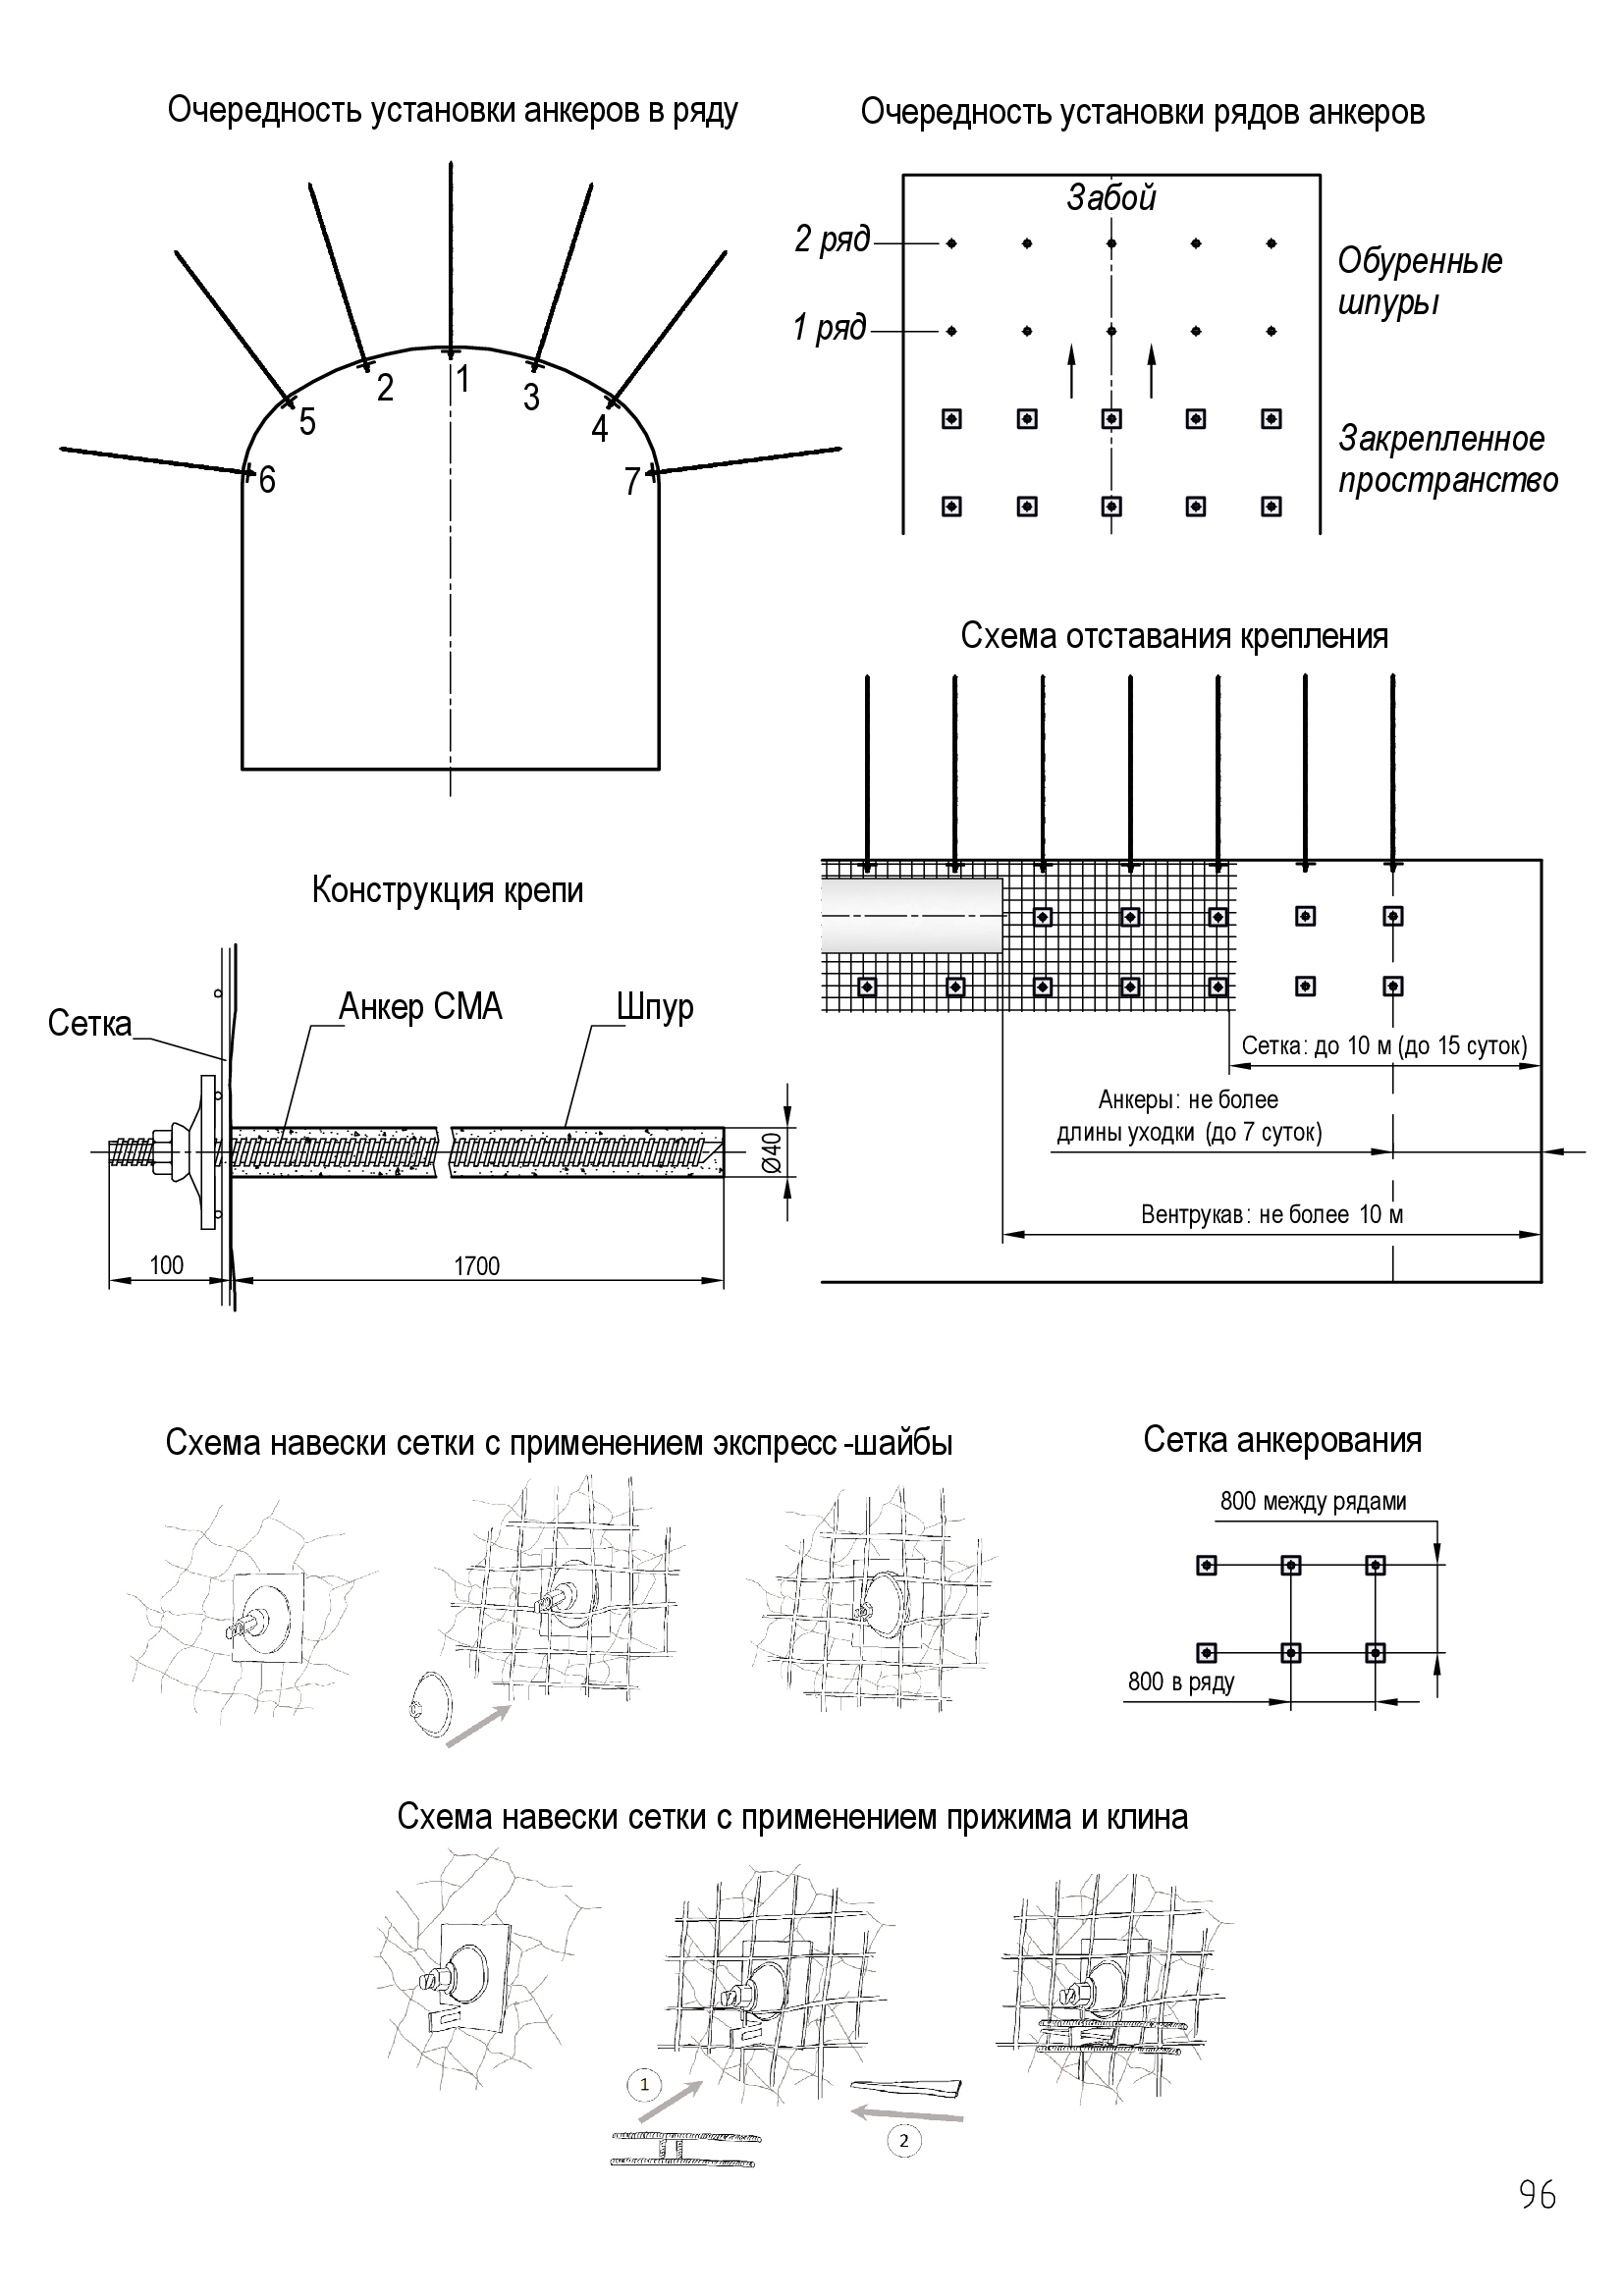 Очередность установки анкеров в ряду
1
2
3
4
5
6
7
Очередность установки рядов анкеров
Забой
2 ряд
1 ряд
Обуренные
шпуры
Закрепленное
пространство
Схема отставания крепления
Сетка: до 10 м (до 15 суток)
Анкеры: не более
длины уходки (до 7 суток)
Вентрукав: не более 10 м
Конструкция крепи
Сетка
Анкер СМА
Шпур
Ø40
100
1700
Схема навески сетки с применением экспресс-шайбы
Сетка анкерования
800 между рядами
800 в ряду
Схема навески сетки с применением прижима и клина
1
2
96